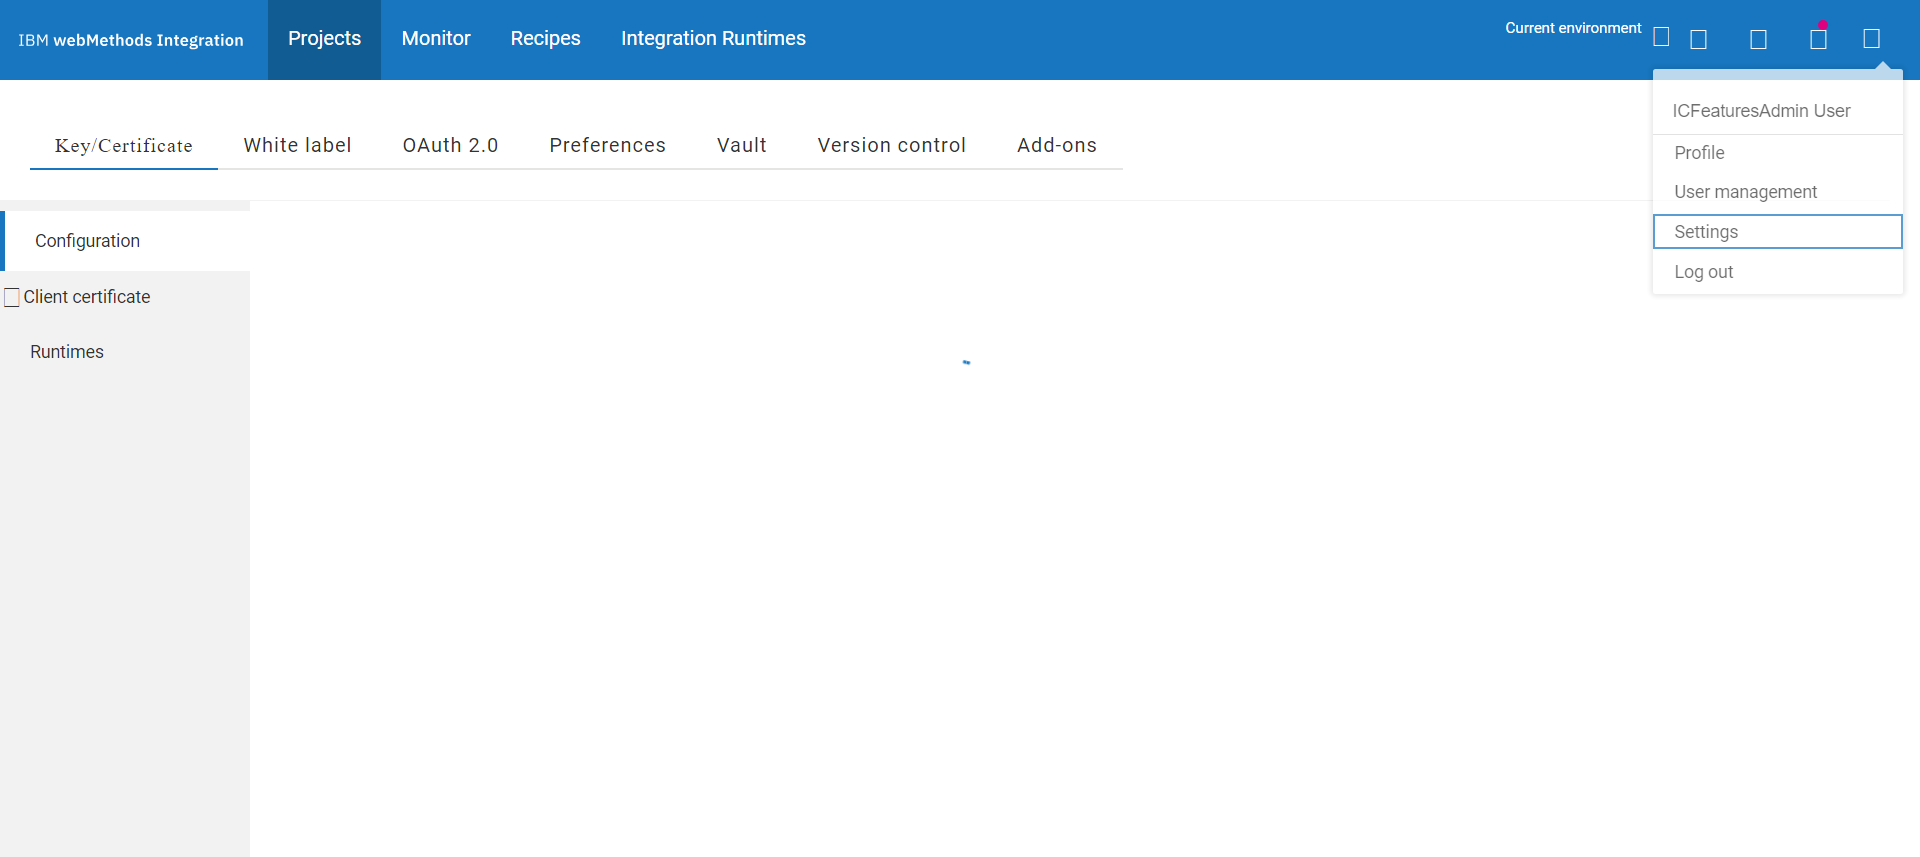 IBM webMethods Integration
Projects
Monitor
Recipes
Integration Runtimes
Current environment
ICFeaturesAdmin User
Profile
User management
Settings
Log out
Key/Certificate
White label
OAuth 2.0
Preferences
Vault
Version control
Add-ons
Configuration
Client certificate
Runtimes